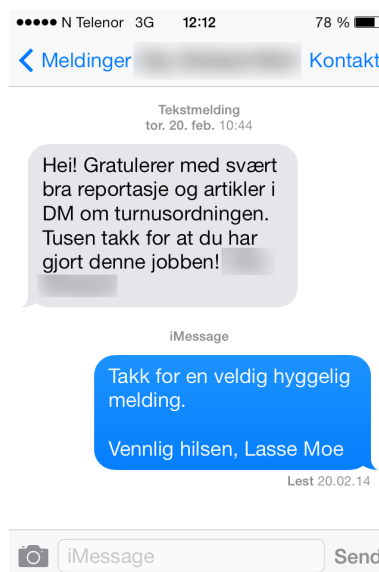 N Telenor 3G 12:12 78 %
Meldinger Kontakt
Tekstmelding
tor. 20. feb. 10:44
Hei! Gratulerer med svært
bra reportasje og artikler i
DM om turnusordningen.
Tusen takk for at du har
gjort denne jobben!
iMessage
Takk for en veldig hyggelig
melding.
Vennlig hilsen, Lasse Moe
Lest 20.02.14
iMessage Send